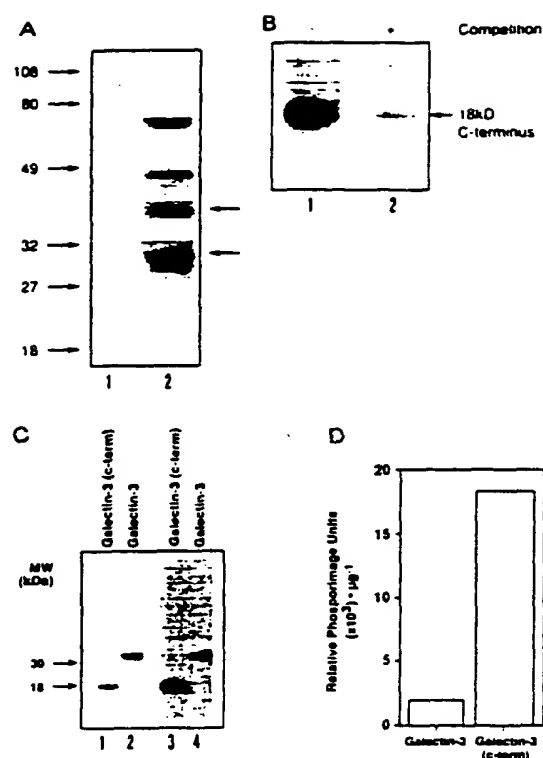 A
108
80
49
32
27
18
1 2
B
+ Competition
18kD
C-terminus
1 2
C
Galectin-3 (c-term)
Galectin-3
Galectin-3 (c-term)
Galectin-3
MW
(kDa)
30
18
1 2 3 4
D
Relative Phosporimage Units
(x10³) • µg⁻¹
20
15
10
5
0
Galectin-3
Galectin-3
(c-term)